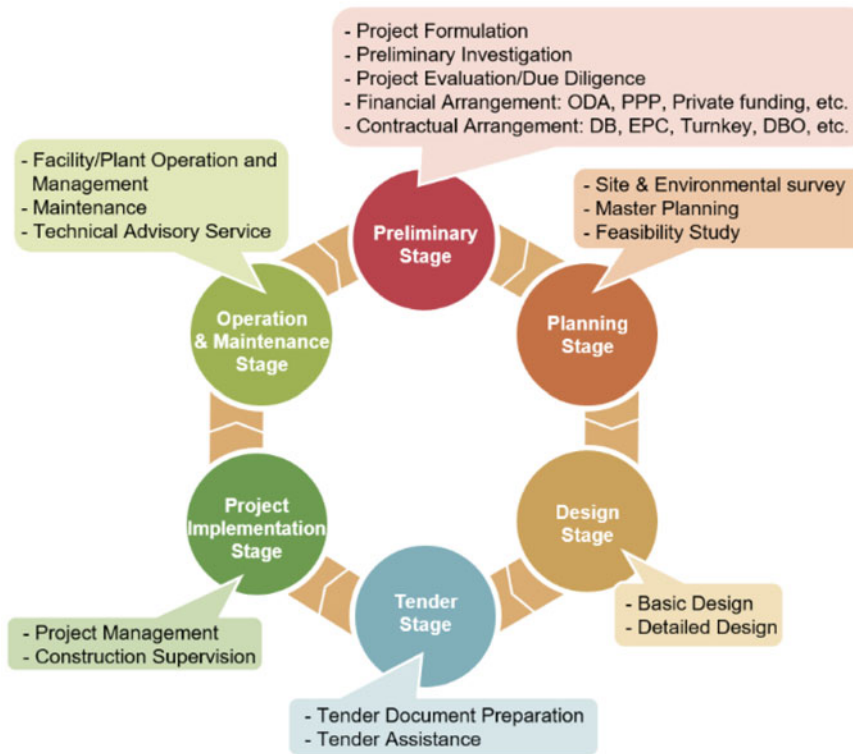 - Project Formulation
- Preliminary Investigation
- Project Evaluation/Due Diligence
- Financial Arrangement: ODA, PPP, Private funding, etc.
- Contractual Arrangement: DB, EPC, Turnkey, DBO, etc.
Preliminary
Stage
- Site & Environmental survey
- Master Planning
- Feasibility Study
Planning
Stage
Design
Stage
- Basic Design
- Detailed Design
Tender
Stage
- Tender Document Preparation
- Tender Assistance
Project
Implementation
Stage
- Project Management
- Construction Supervision
Operation
& Maintenance
Stage
- Facility/Plant Operation and
Management
- Maintenance
- Technical Advisory Service